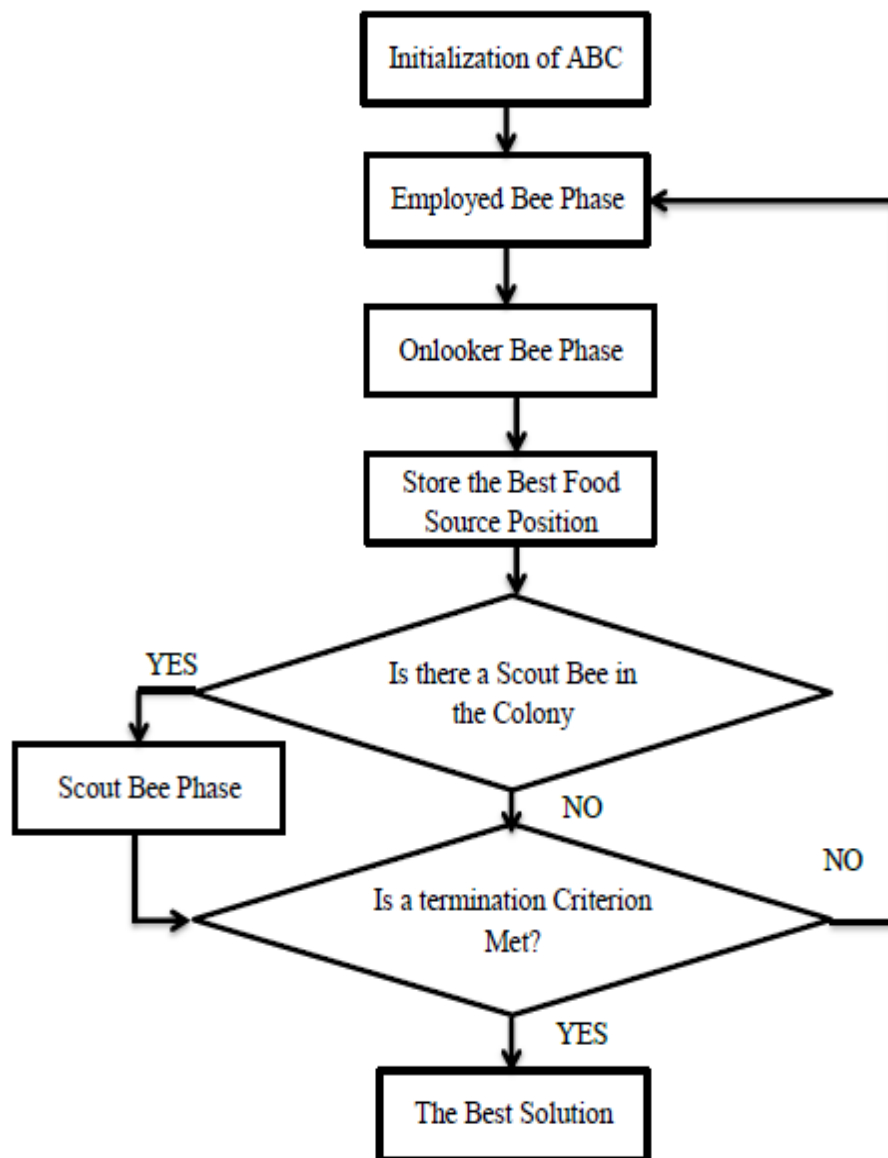 Initialization of ABC
Employed Bee Phase
Onlooker Bee Phase
Store the Best Food
Source Position
YES
Is there a Scout Bee in
the Colony
Scout Bee Phase
NO
NO
Is a termination Criterion
Met?
YES
The Best Solution